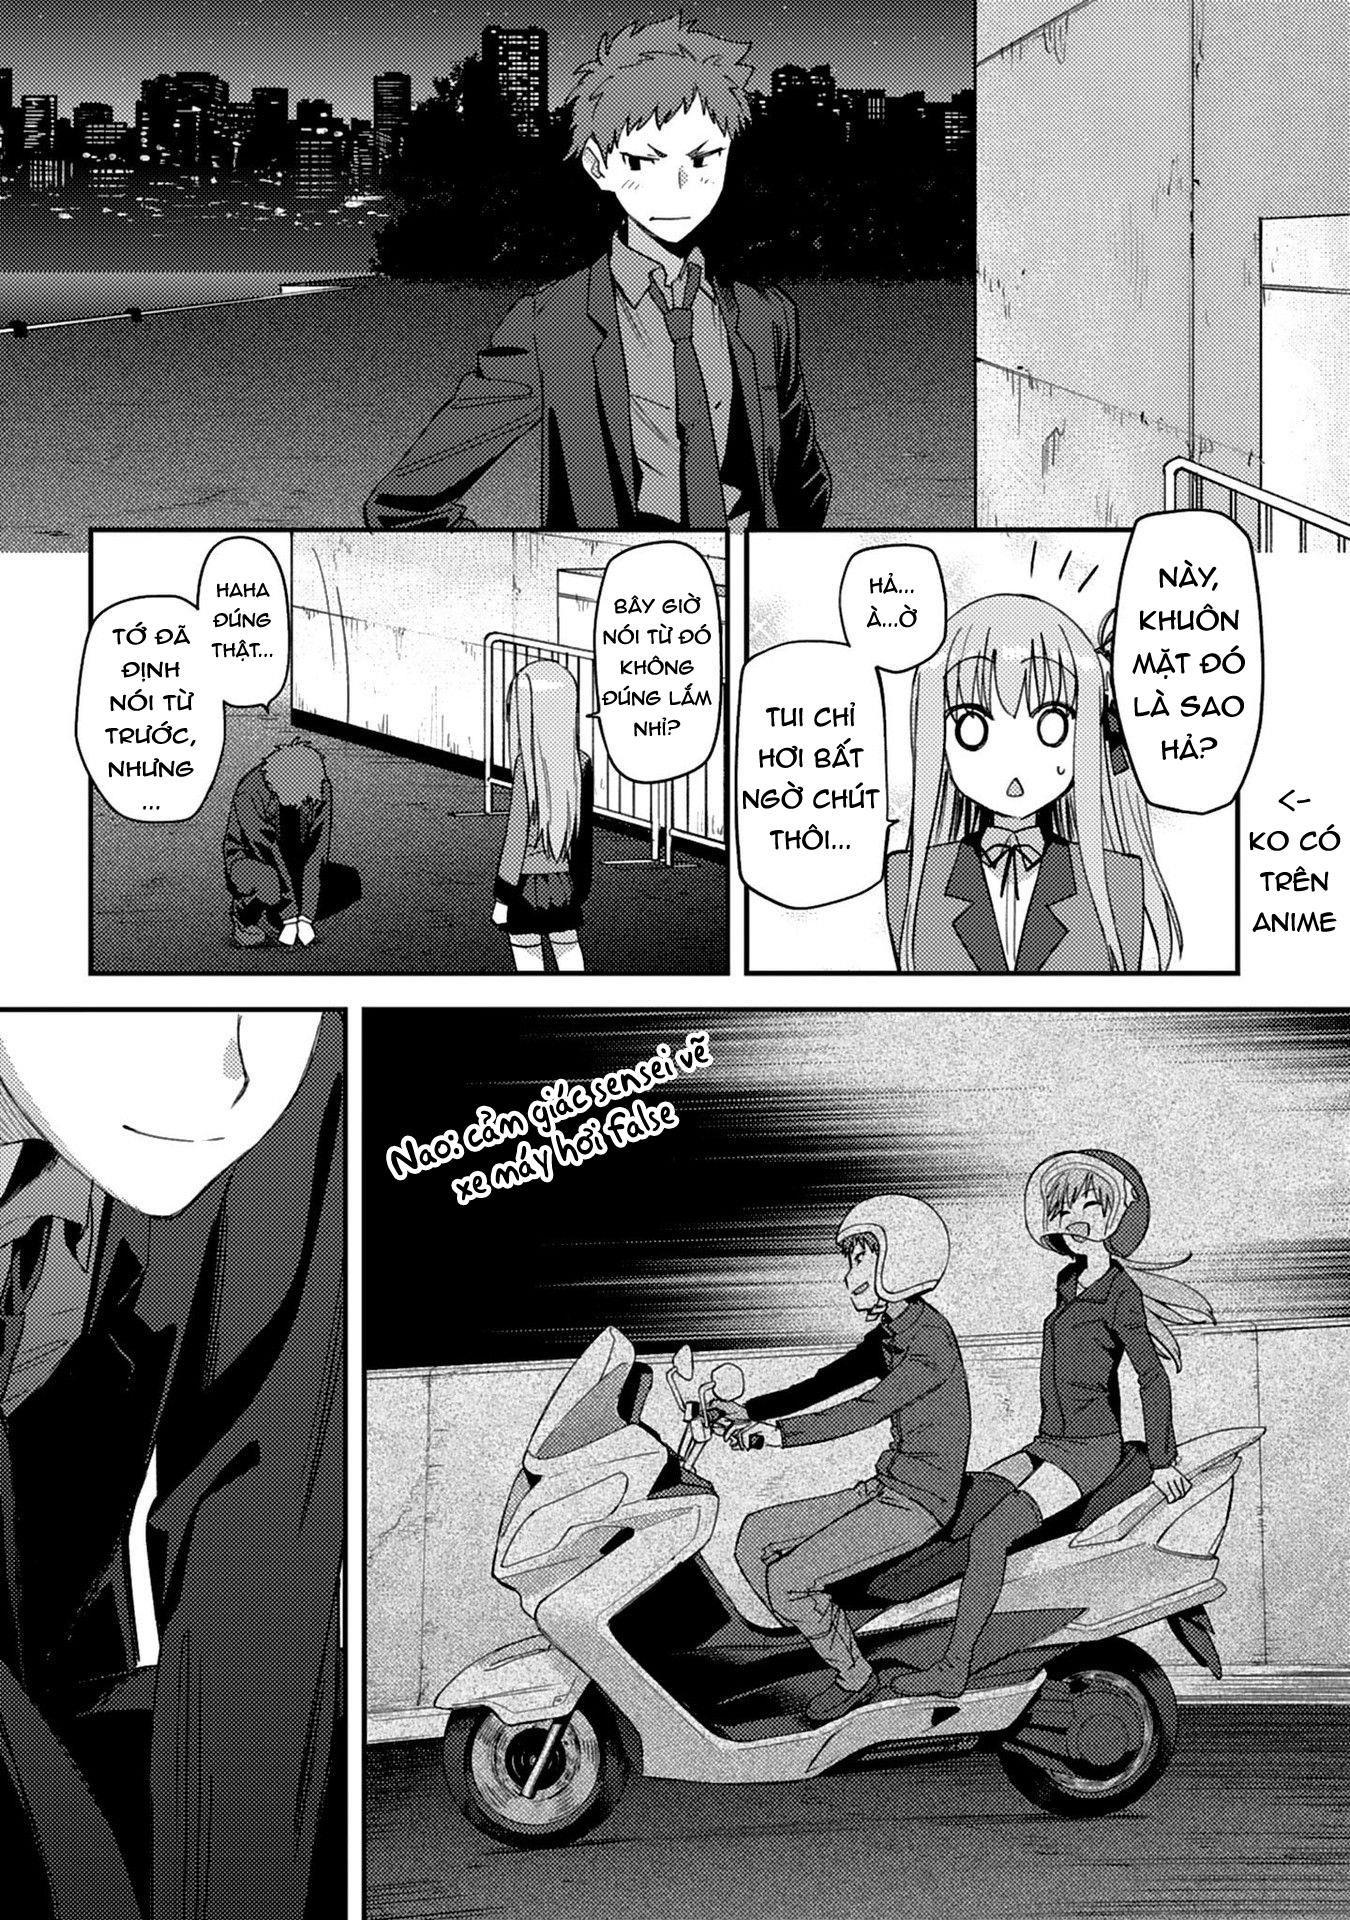 NÀY,
KHUÔN
MẶT ĐÓ
LÀ SAO
HẢ?
HẢ...
À...Ờ
TUI CHỈ
HƠI BẤT
NGỜ CHÚT
THÔI...
<-
KO CÓ
TRÊN
ANIME
BÂY GIỜ
NÓI TỪ ĐÓ
KHÔNG
ĐÚNG LẮM
NHỈ?
HAHA
ĐÚNG
THẬT...
TỚ ĐÃ
ĐỊNH
NÓI TỪ
TRƯỚC,
NHƯNG
...
Nao: cảm giác sensei vẽ
xe máy hơi false